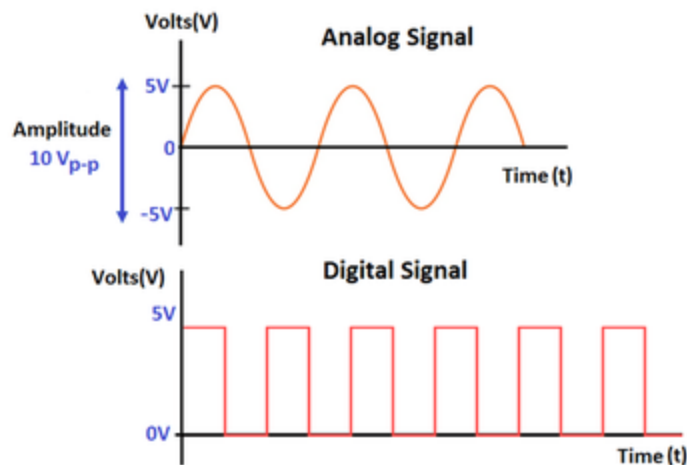 Volts(V)
Analog Signal
5V
Amplitude
10 Vp-p
0
Time (t)
-5V
Volts(V)
Digital Signal
5V
0V
Time (t)